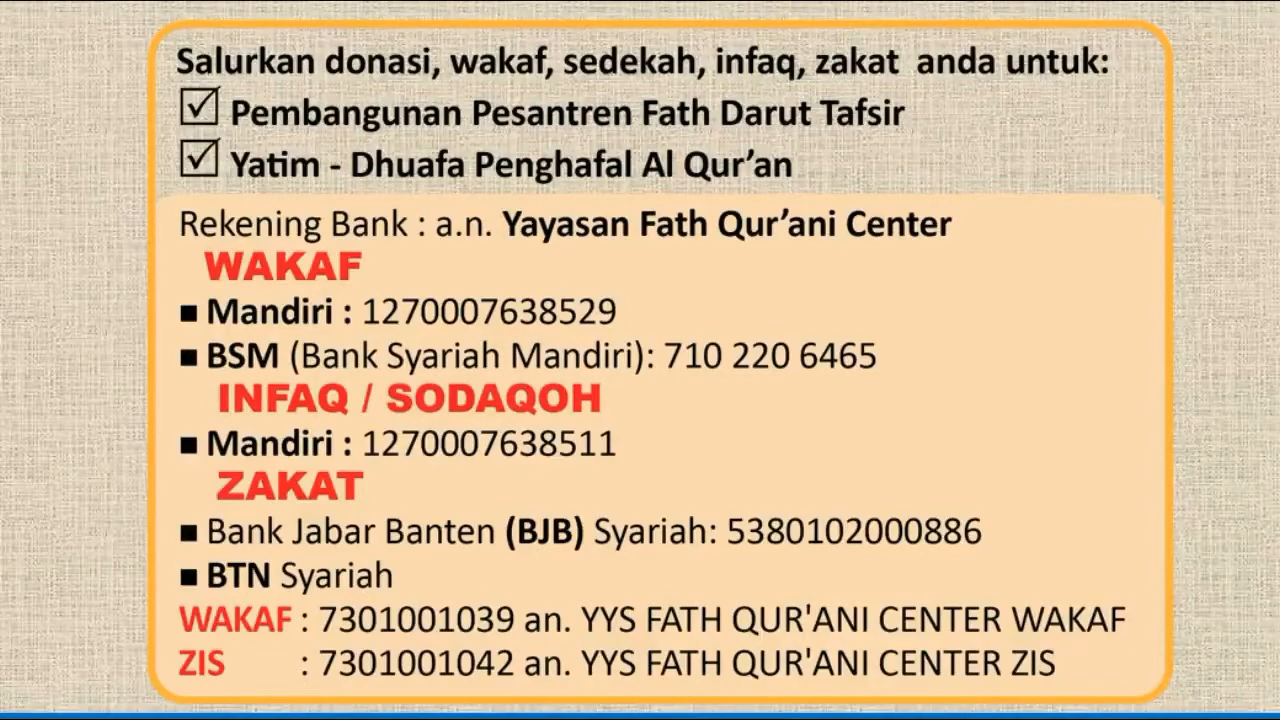 Salurkan donasi, wakaf, sedekah, infaq, zakat anda untuk:
Pembangunan Pesantren Fath Darut Tafsir
Yatim - Dhuafa Penghafal Al Qur’an
Rekening Bank : a.n. Yayasan Fath Qur’ani Center
WAKAF
■ Mandiri : 1270007638529
■ BSM (Bank Syariah Mandiri): 710 220 6465
INFAQ / SODAQOH
■ Mandiri : 1270007638511
ZAKAT
■ Bank Jabar Banten (BJB) Syariah: 5380102000886
■ BTN Syariah
WAKAF : 7301001039 an. YYS FATH QUR'ANI CENTER WAKAF
ZIS : 7301001042 an. YYS FATH QUR'ANI CENTER ZIS